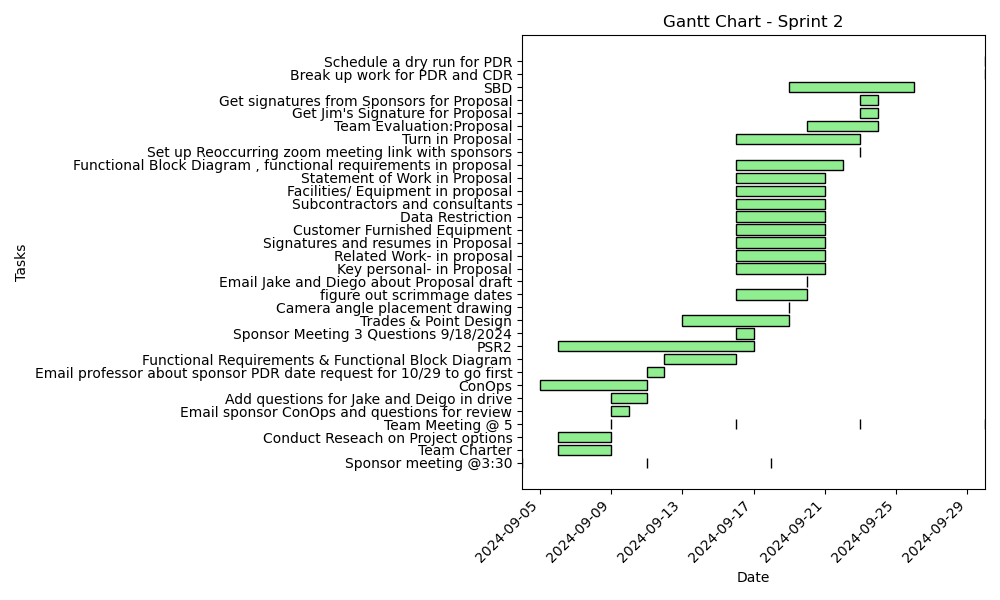 Gantt Chart - Sprint 2
Schedule a dry run for PDR
Break up work for PDR and CDR
SBD
Get signatures from Sponsors for Proposal
Get Jim's Signature for Proposal
Team Evaluation:Proposal
Turn in Proposal
Set up Reoccurring zoom meeting link with sponsors
Functional Block Diagram , functional requirements in proposal
Statement of Work in Proposal
Facilities/ Equipment in proposal
Subcontractors and consultants
Data Restriction
Customer Furnished Equipment
Signatures and resumes in Proposal
Related Work- in proposal
Key personal- in Proposal
Email Jake and Diego about Proposal draft
figure out scrimmage dates
Camera angle placement drawing
Trades & Point Design
Sponsor Meeting 3 Questions 9/18/2024
PSR2
Functional Requirements & Functional Block Diagram
Email professor about sponsor PDR date request for 10/29 to go first
ConOps
Add questions for Jake and Deigo in drive
Email sponsor ConOps and questions for review
Team Meeting @ 5
Conduct Reseach on Project options
Team Charter
Sponsor meeting @3:30
Tasks
2024-09-05
2024-09-09
2024-09-13
2024-09-17
2024-09-21
2024-09-25
2024-09-29
Date